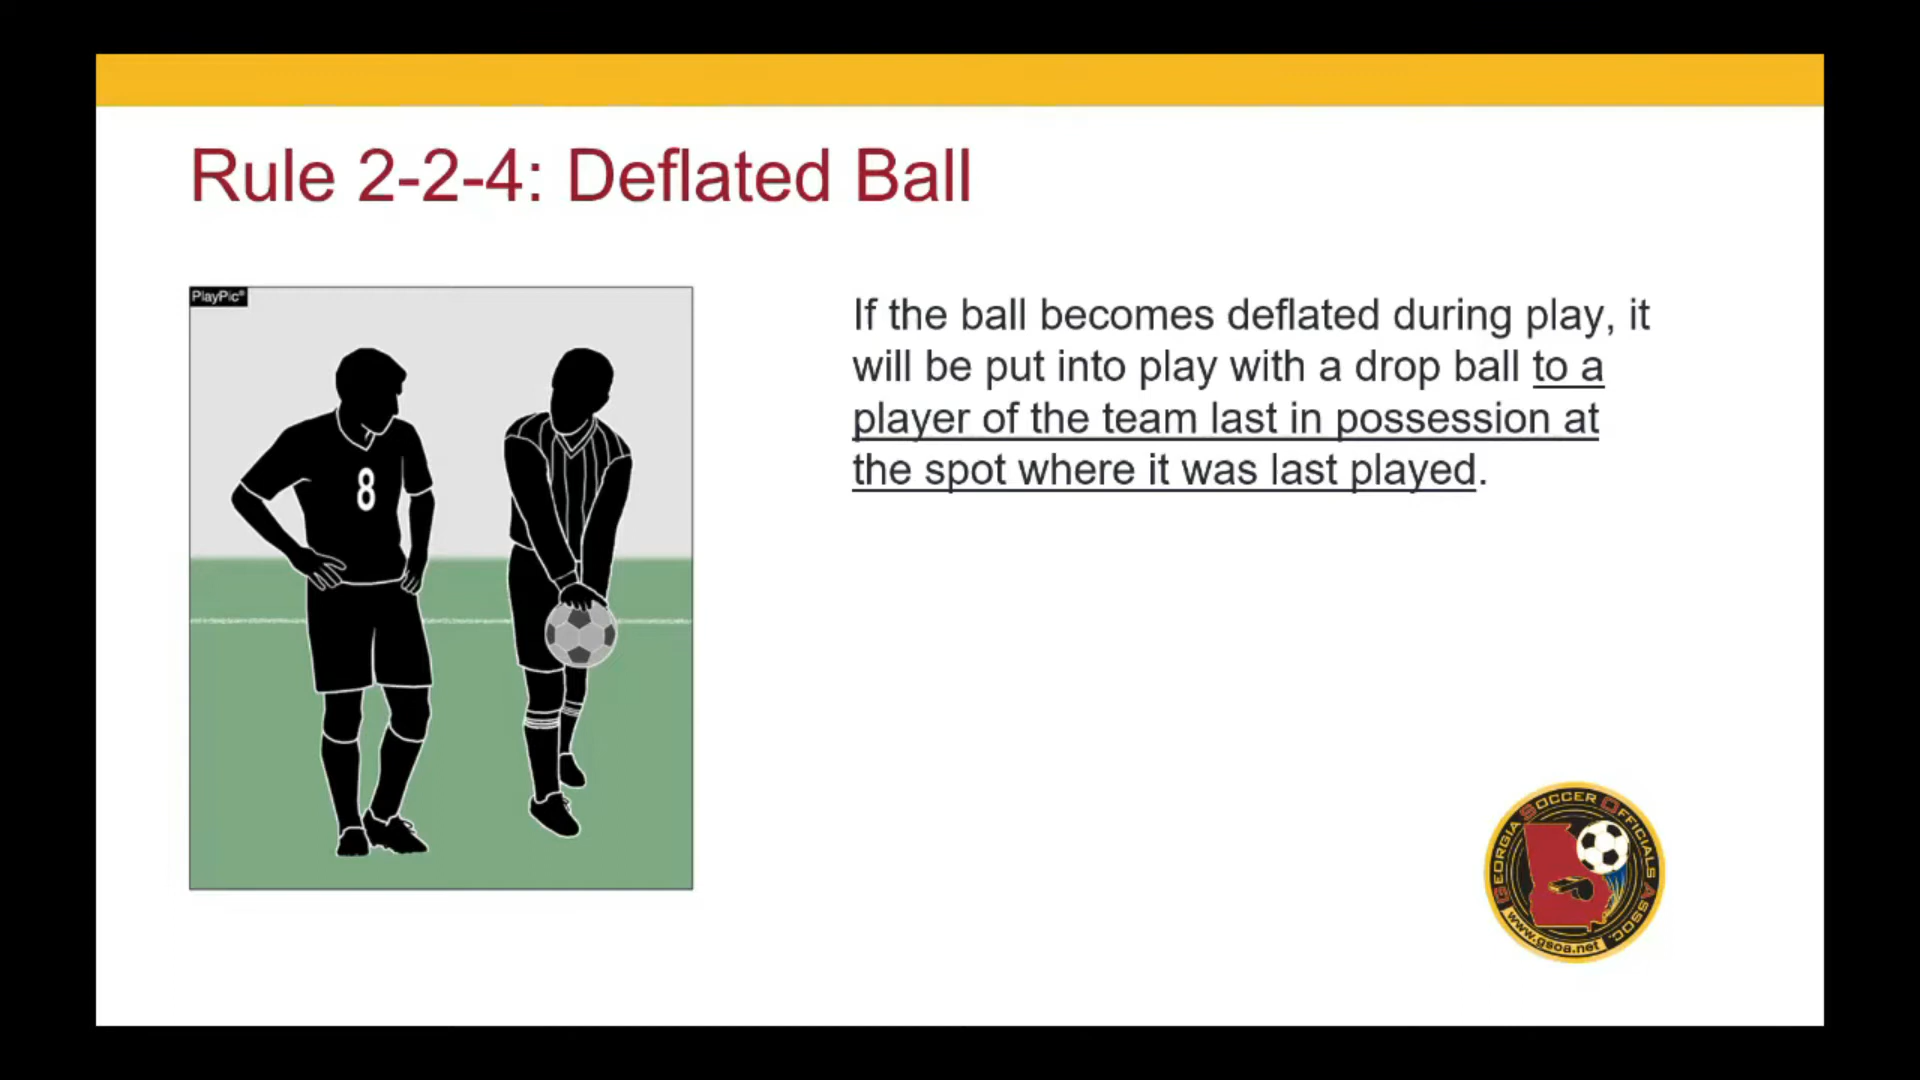 Rule 2-2-4: Deflated Ball
PlayPic®
If the ball becomes deflated during play, it
will be put into play with a drop ball to a
player of the team last in possession at
the spot where it was last played.
8
GEORGIA SOCCER OFFICIALS ASSOC.
www.gsoa.net